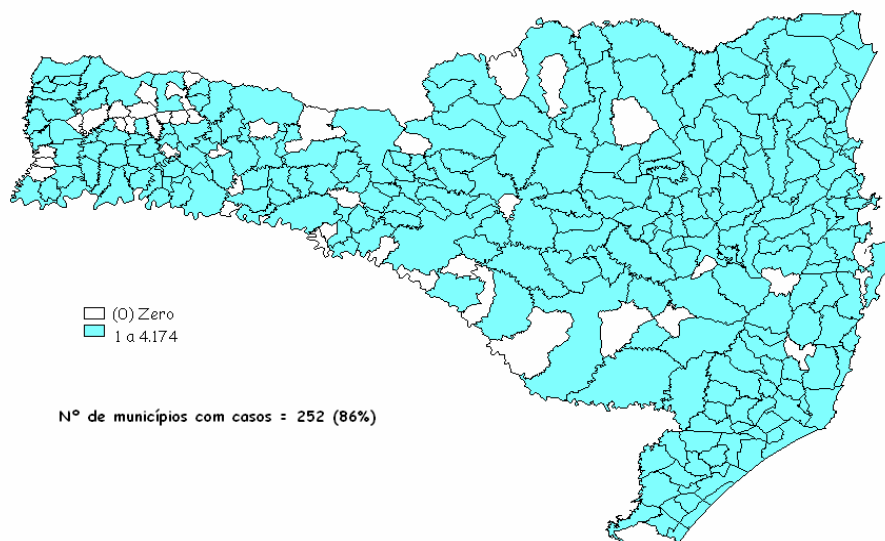 (0) Zero
1 a 4.174
Nº de municípios com casos = 252 (86%)